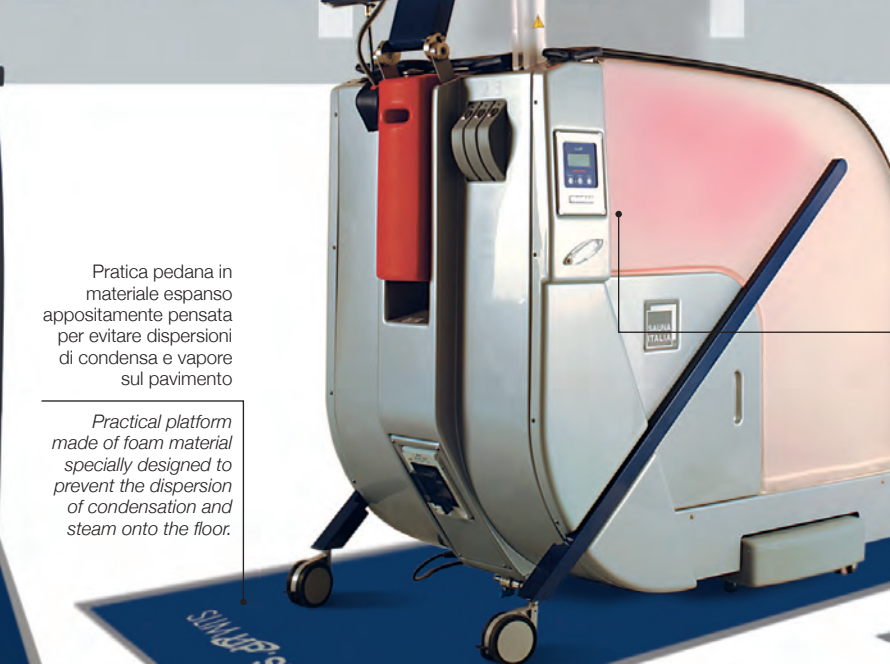 Pratica pedana in
materiale espanso
appositamente pensata
per evitare dispersioni
di condensa e vapore
sul pavimento
Practical platform
made of foam material
specially designed to
prevent the dispersion
of condensation and
steam onto the floor.
SAUNA
ITALIA